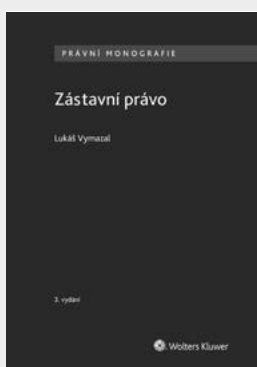 PRÁVNÍ MONOGRAFIE
Zástavní právo
Lukáš Vymazal
3. vydání
Wolters Kluwer